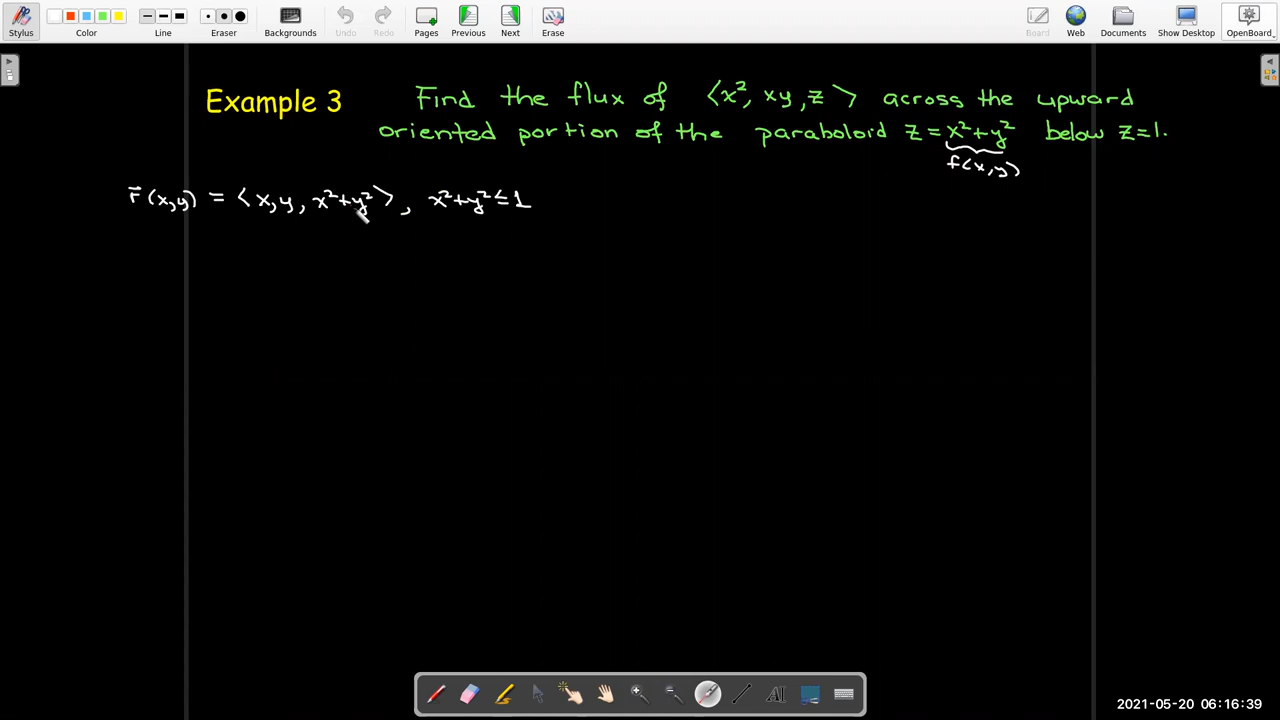 Stylus
Color
Line
Eraser
Backgrounds
Undo
Redo
Pages
Previous
Next
Erase
Board
Web
Documents
Show Desktop
OpenBoard
Example 3 Find the flux of ⟨x², xy, z⟩ across the upward
oriented portion of the paraboloid z = x²+y² below z=1.
f(x,y)
r̄(x,y) = ⟨x, y, x²+y²⟩, x²+y² ≤ 1
AI
2021-05-20 06:16:39